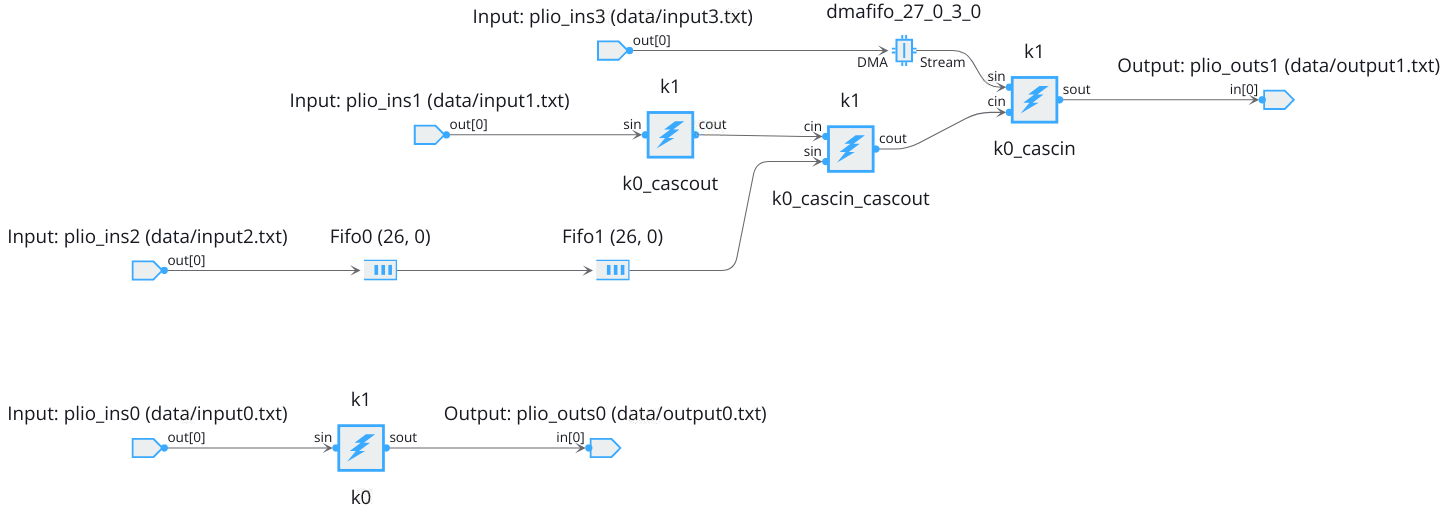 Input: plio_ins3 (data/input3.txt)
out[0]
dmafifo_27_0_3_0
DMA
Stream
k1
sin
cin
sout
k0_cascin
Output: plio_outs1 (data/output1.txt)
in[0]
Input: plio_ins1 (data/input1.txt)
out[0]
k1
sin
cout
k0_cascout
k1
cin
sin
cout
k0_cascin_cascout
Input: plio_ins2 (data/input2.txt)
out[0]
Fifo0 (26, 0)
Fifo1 (26, 0)
Input: plio_ins0 (data/input0.txt)
out[0]
k1
sin
sout
k0
Output: plio_outs0 (data/output0.txt)
in[0]